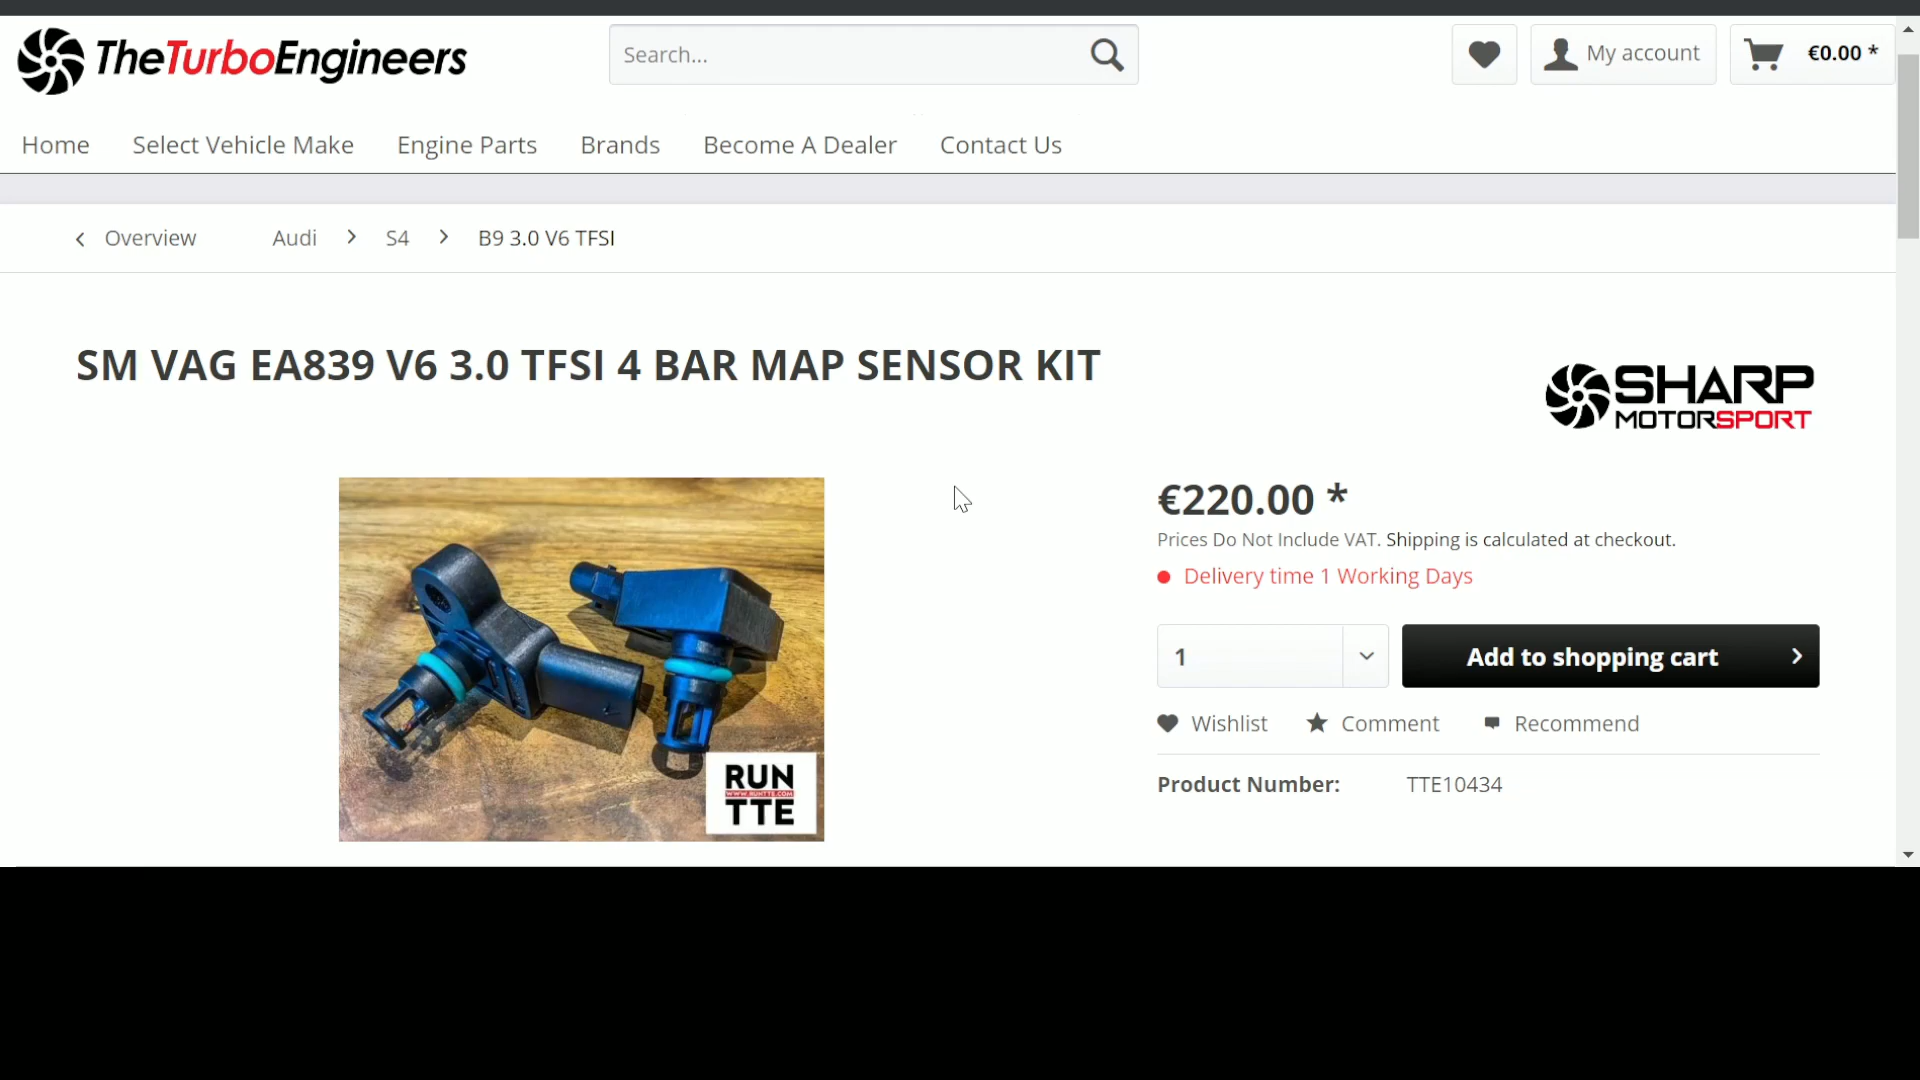 TheTurboEngineers
Search...
My account
€0.00 *
Home
Select Vehicle Make
Engine Parts
Brands
Become A Dealer
Contact Us
Overview
Audi
S4
B9 3.0 V6 TFSI
SM VAG EA839 V6 3.0 TFSI 4 BAR MAP SENSOR KIT
SHARP
MOTORSPORT
€220.00 *
Prices Do Not Include VAT. Shipping is calculated at checkout.
Delivery time 1 Working Days
1
Add to shopping cart
Wishlist
Comment
Recommend
Product Number:
TTE10434
RUN
WWW.RUNTTE.COM
TTE